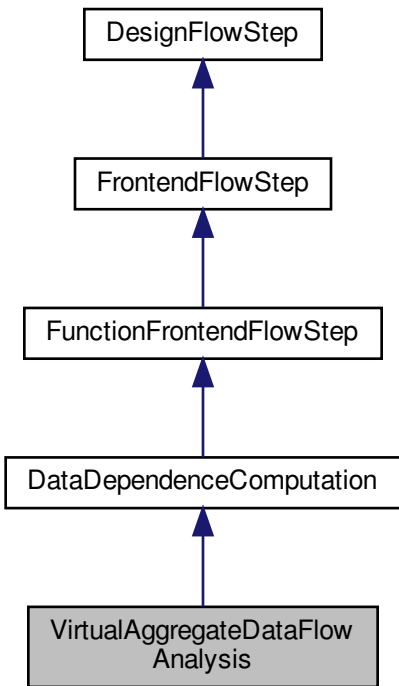 DesignFlowStep
FrontendFlowStep
FunctionFrontendFlowStep
DataDependenceComputation
VirtualAggregateDataFlow
Analysis